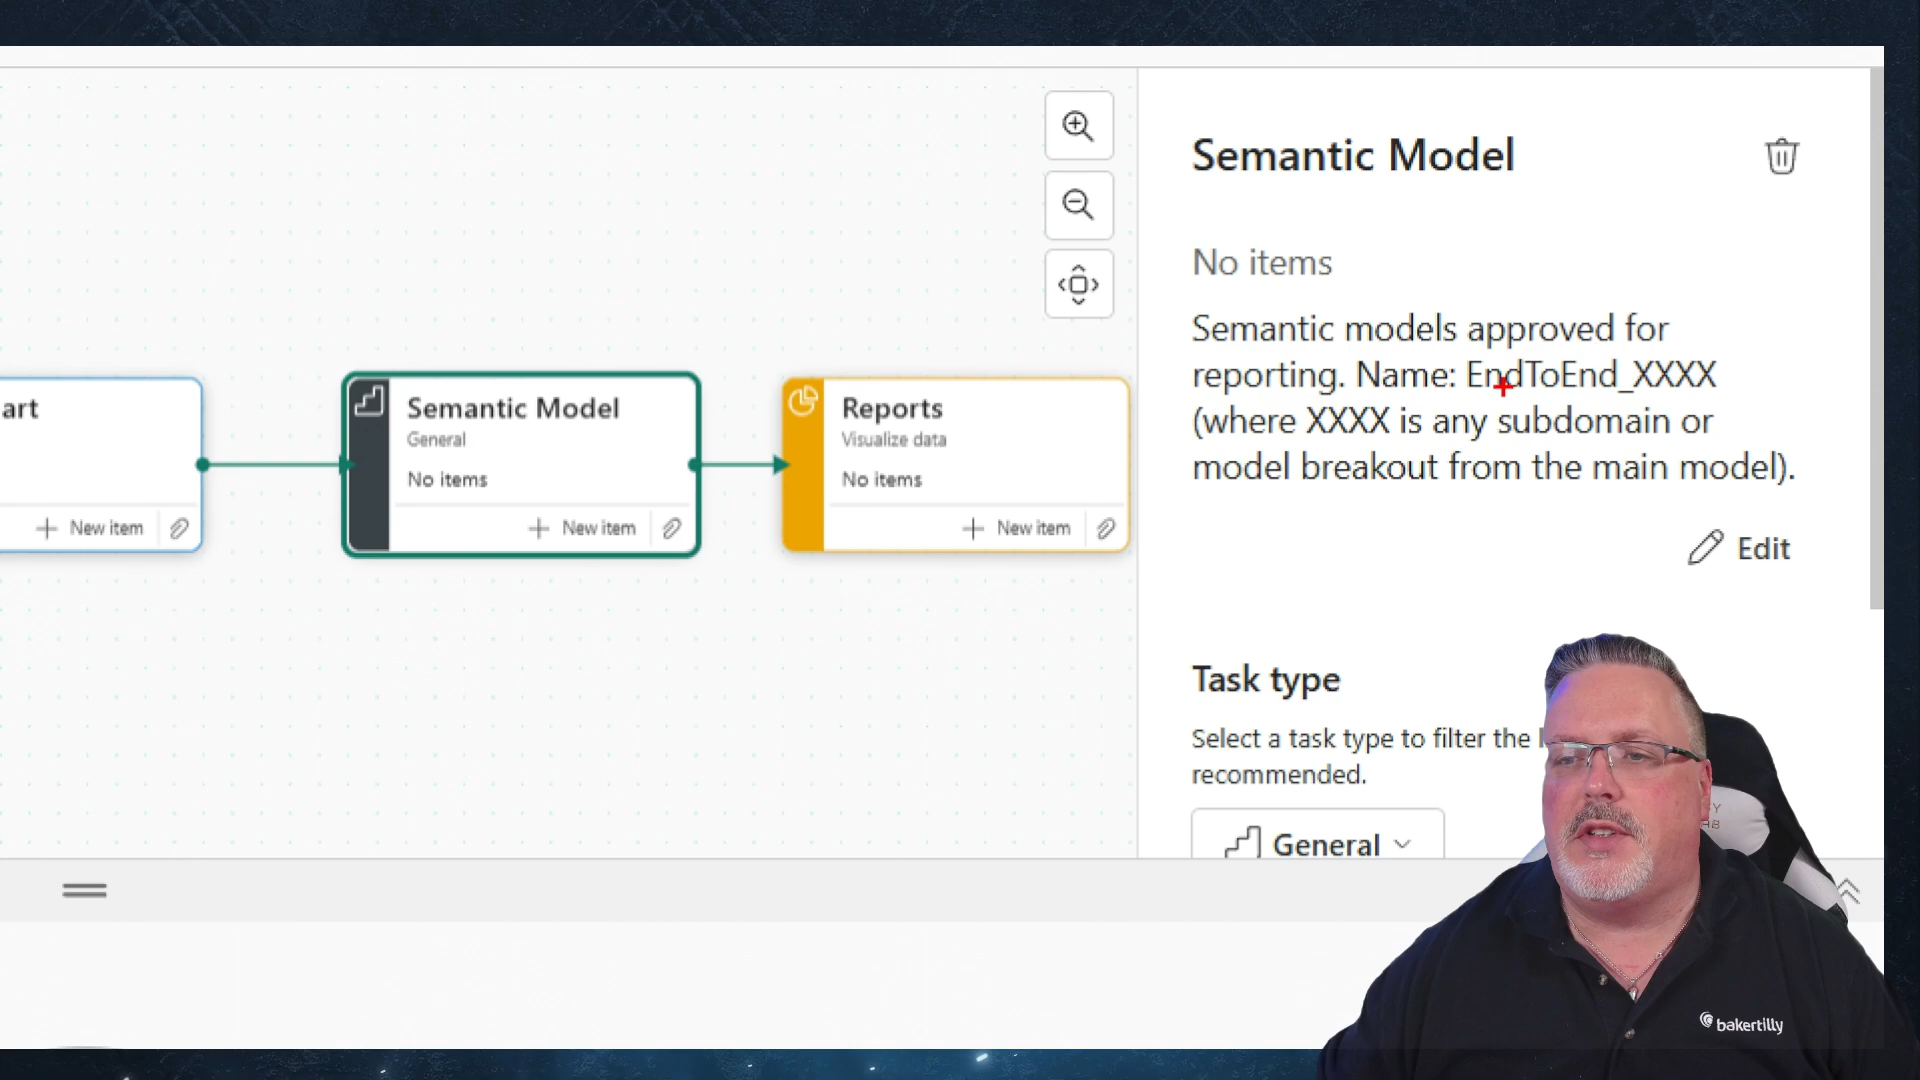 art
New item
Semantic Model
General
No items
New item
Reports
Visualize data
No items
New item
Semantic Model
No items
Semantic models approved for
reporting. Name: EndToEnd_XXXX
(where XXXX is any subdomain or
model breakout from the main model).
Edit
Task type
Select a task type to filter the
recommended.
General
bakertilly